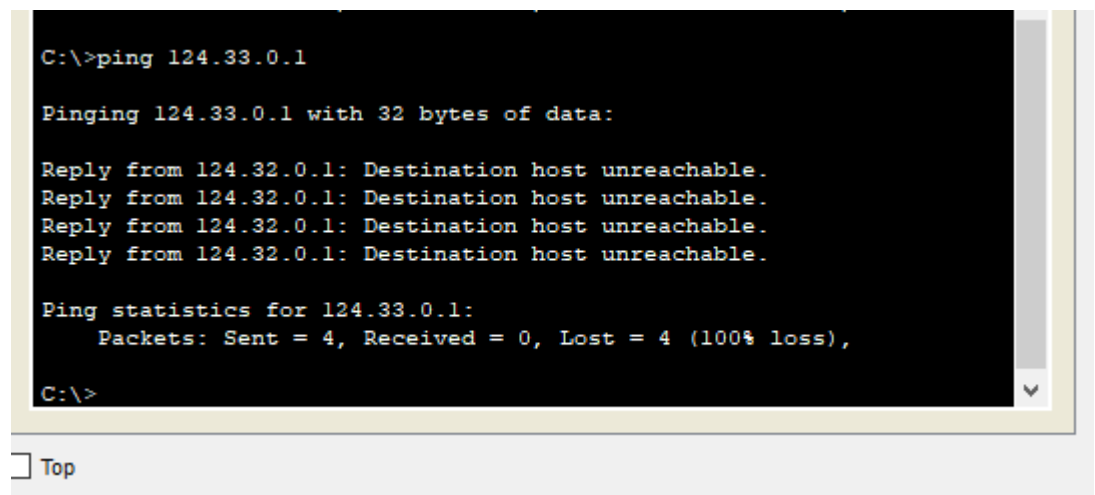 C:\>ping 124.33.0.1
Pinging 124.33.0.1 with 32 bytes of data:
Reply from 124.32.0.1: Destination host unreachable.
Reply from 124.32.0.1: Destination host unreachable.
Reply from 124.32.0.1: Destination host unreachable.
Reply from 124.32.0.1: Destination host unreachable.
Ping statistics for 124.33.0.1:
    Packets: Sent = 4, Received = 0, Lost = 4 (100% loss),
C:\>
Top